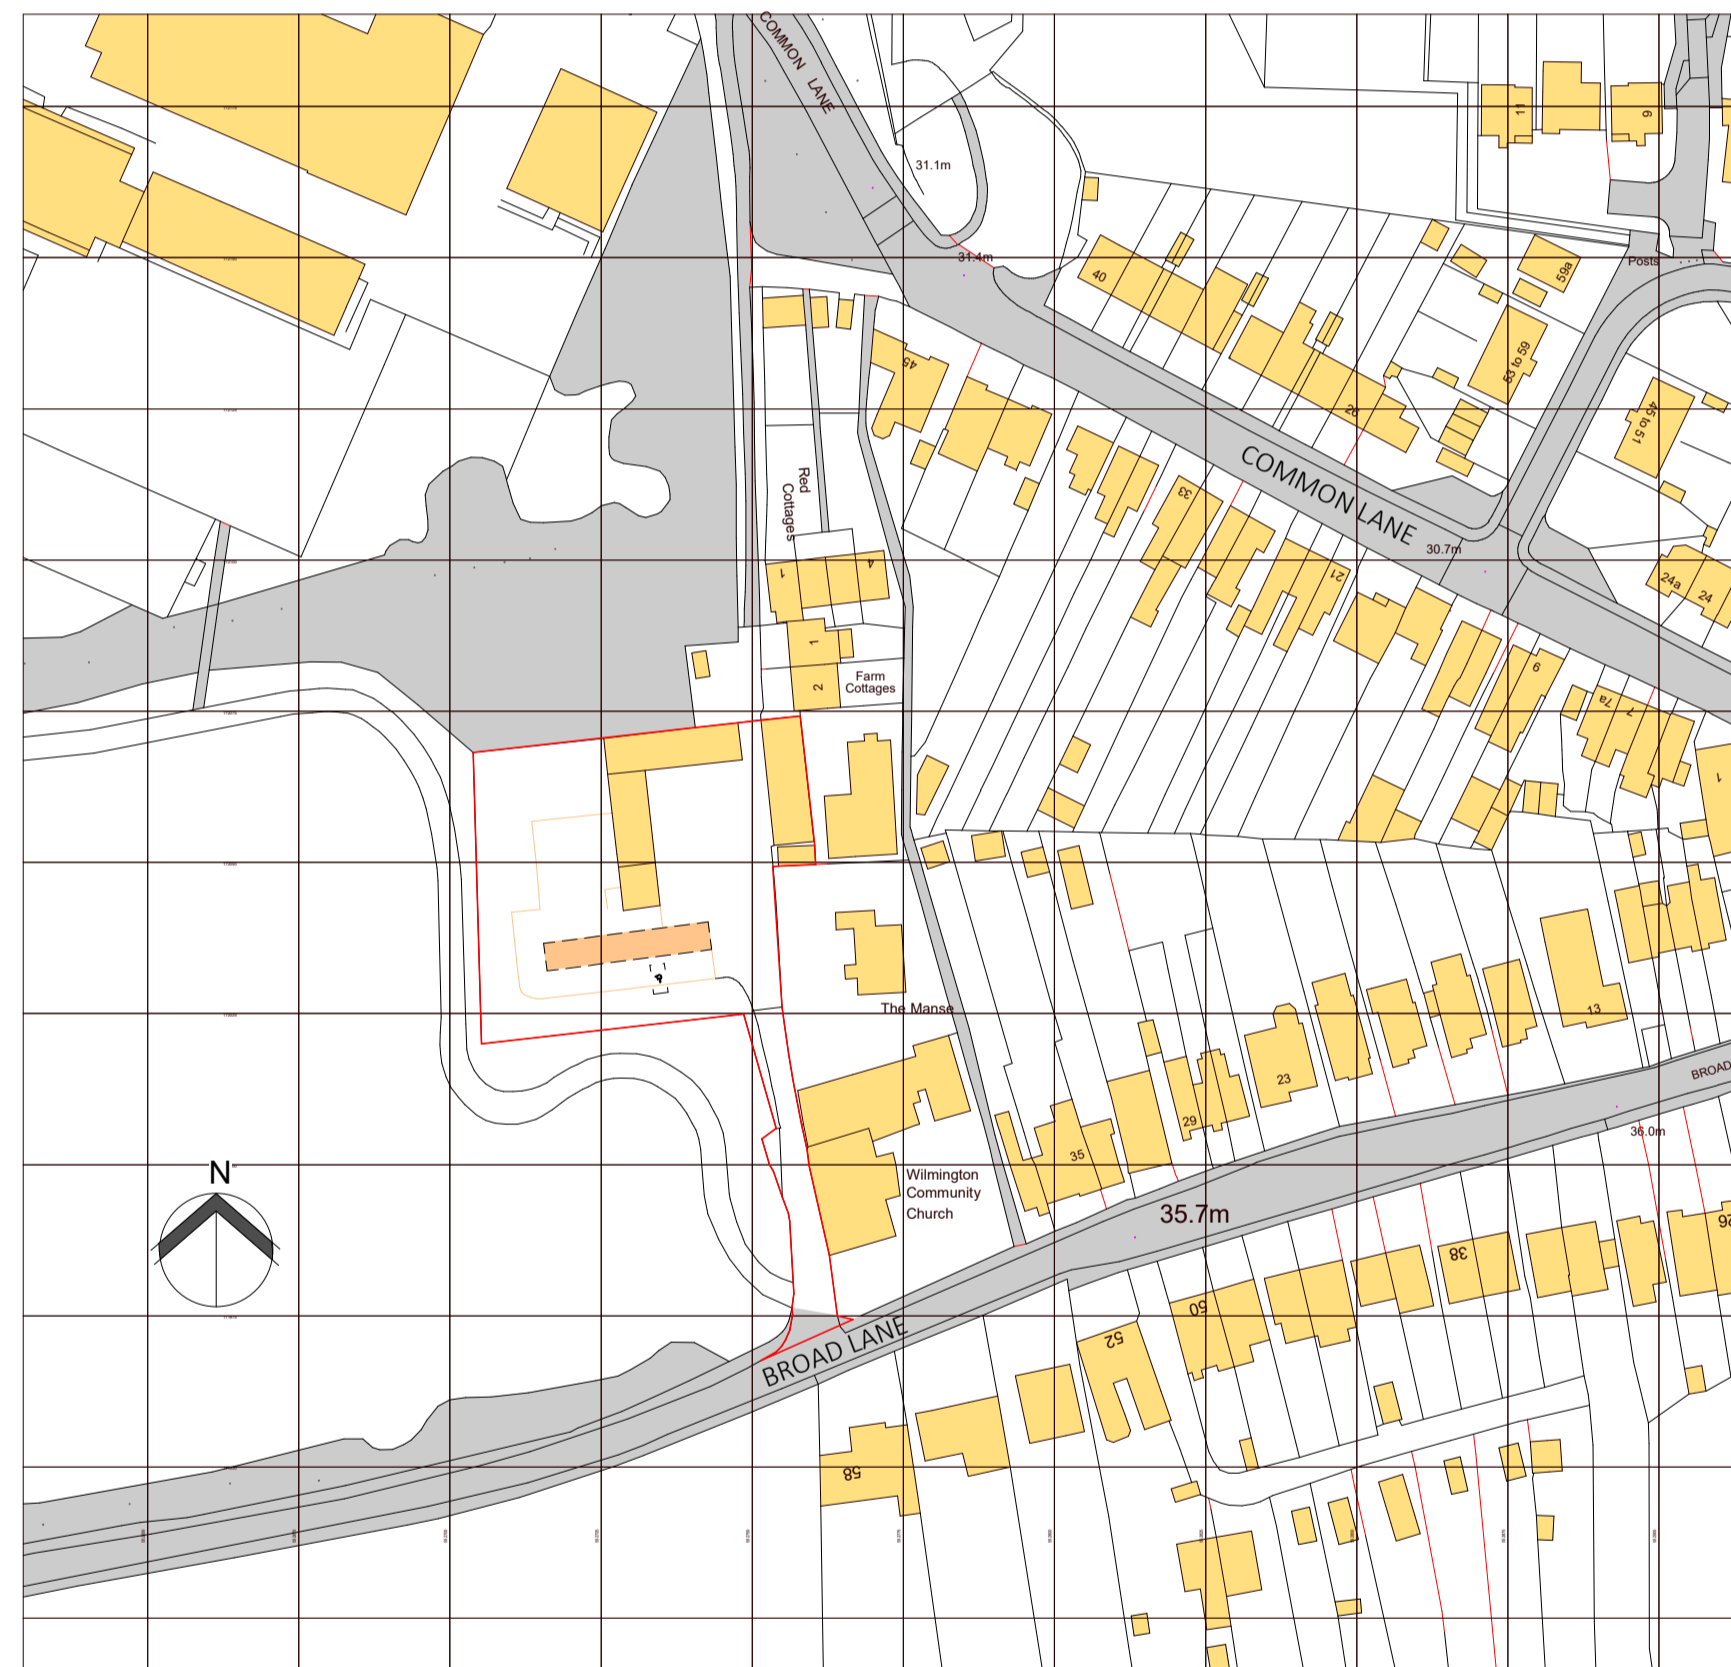 COMMON LANE
11
9
31.1m
31.4m
40
Posts
59a
53 to 59
45
26
45 to 51
COMMON LANE
Red
Cottages
33
30.7m
1
4
21
24a
24
1
2
Farm
Cottages
9
7a
7
1
The Manse
13
23
29
35
BROAD
36.0m
N
Wilmington
Community
Church
35.7m
26
38
50
52
BROAD LANE
58